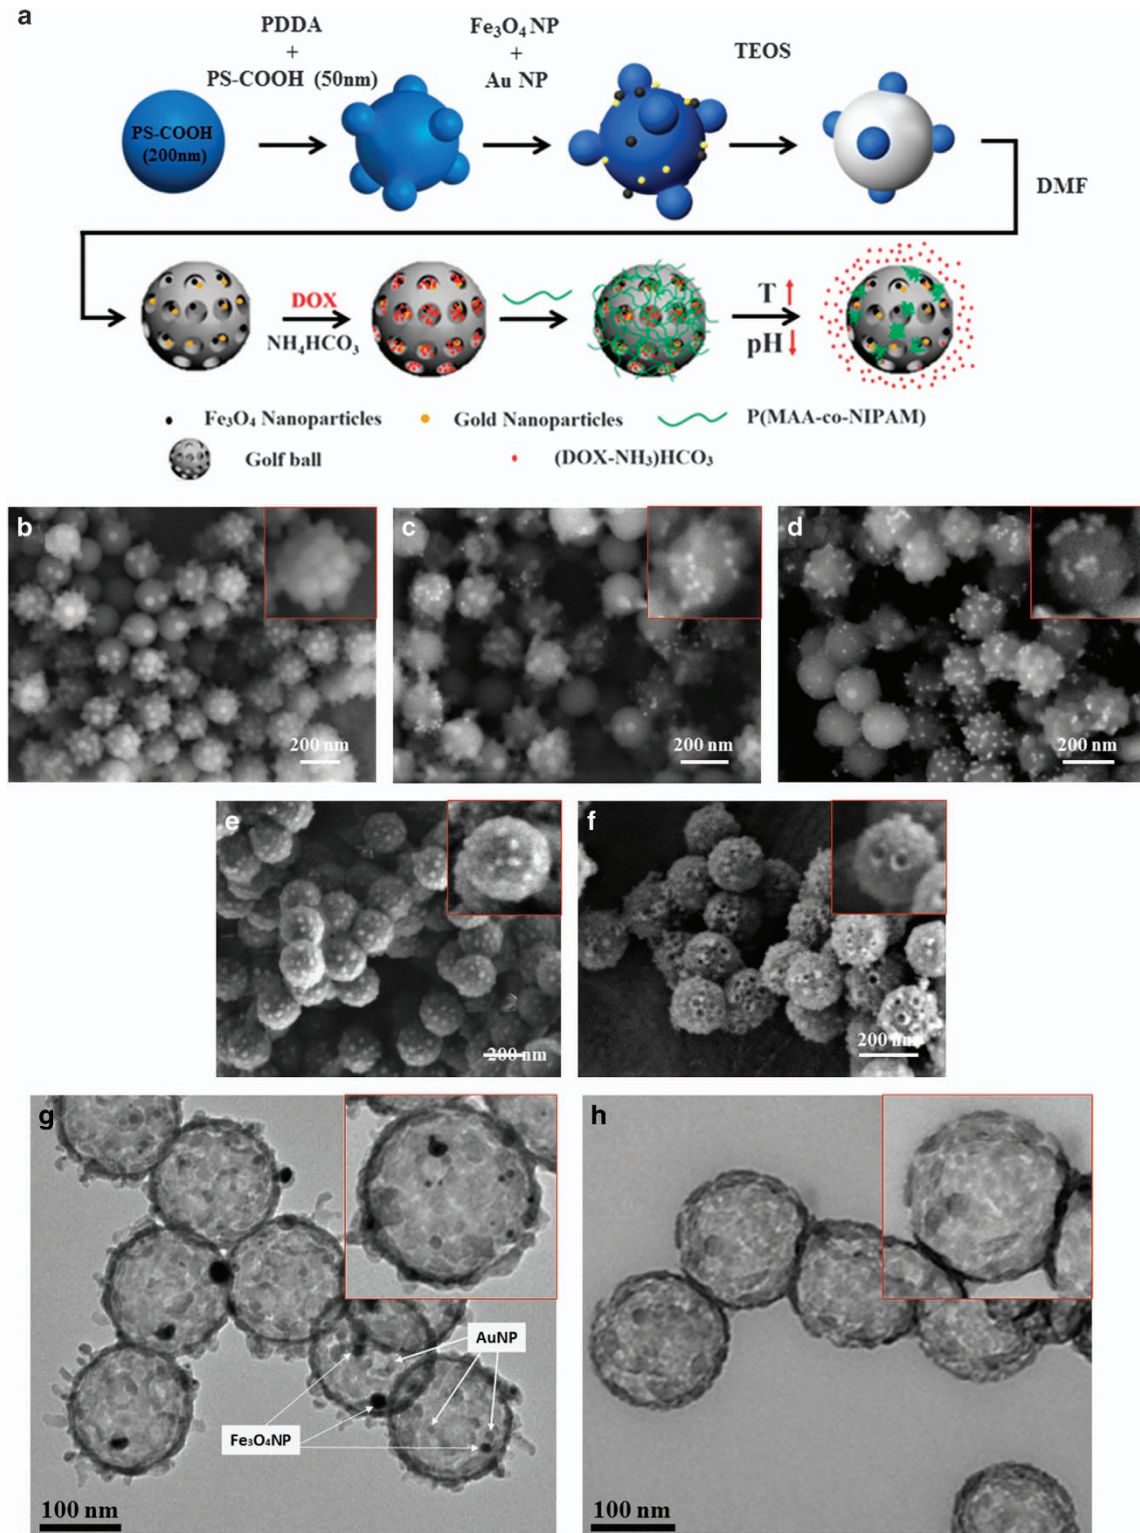 a
PDDA
+
PS-COOH (50nm)
Fe₃O₄ NP
+
Au NP
TEOS
PS-COOH
(200nm)
DMF
DOX
NH₄HCO₃
T
pH
Fe₃O₄ Nanoparticles
Gold Nanoparticles
P(MAA-co-NIPAM)
Golf ball
(DOX-NH₃)HCO₃
b
200 nm
c
200 nm
d
200 nm
e
200 nm
f
200 nm
g
AuNP
Fe₃O₄NP
100 nm
h
100 nm